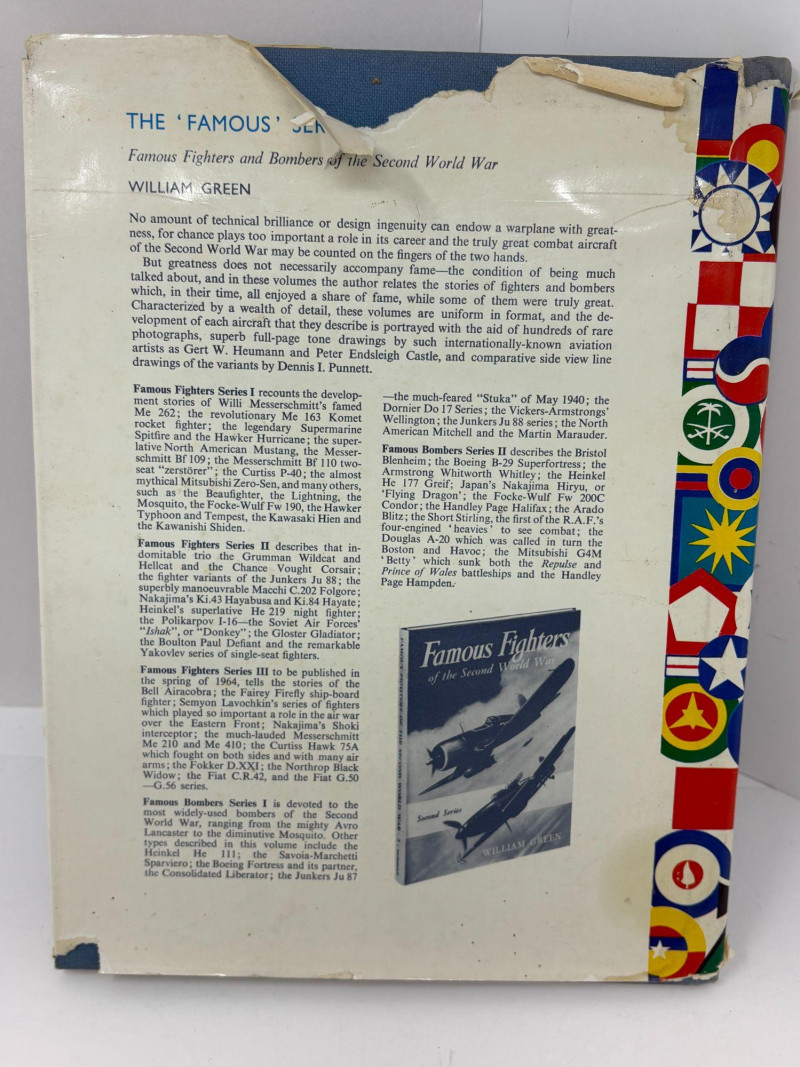 THE 'FAMOUS' SER
Famous Fighters and Bombers of the Second World War
WILLIAM GREEN
No amount of technical brilliance or design ingenuity can endow a warplane with great-
ness, for chance plays too important a role in its career and the truly great combat aircraft
of the Second World War may be counted on the fingers of the two hands.
But greatness does not necessarily accompany fame—the condition of being much
talked about, and in these volumes the author relates the stories of fighters and bombers
which, in their time, all enjoyed a share of fame, while some of them were truly great.
Characterized by a wealth of detail, these volumes are uniform in format, and the de-
velopment of each aircraft that they describe is portrayed with the aid of hundreds of rare
photographs, superb full-page tone drawings by such internationally-known aviation
artists as Gert W. Heumann and Peter Endsleigh Castle, and comparative side view line
drawings of the variants by Dennis I. Punnett.
Famous Fighters Series I recounts the develop-
ment stories of Willi Messerschmitt's famed
Me 262; the revolutionary Me 163 Komet
rocket fighter; the legendary Supermarine
Spitfire and the Hawker Hurricane; the super-
lative North American Mustang, the Messer-
schmitt Bf 109; the Messerschmitt Bf 110 two-
seat "zerstörer"; the Curtiss P-40; the almost
mythical Mitsubishi Zero-Sen, and many others,
such as the Beaufighter, the Lightning, the
Mosquito, the Focke-Wulf Fw 190, the Hawker
Typhoon and Tempest, the Kawasaki Hien and
the Kawanishi Shiden.
Famous Fighters Series II describes that in-
domitable trio the Grumman Wildcat and
Hellcat and the Chance Vought Corsair;
the fighter variants of the Junkers Ju 88; the
superbly manoeuvrable Macchi C.202 Folgore;
Nakajima's Ki.43 Hayabusa and Ki.84 Hayate;
Heinkel's superlative He 219 night fighter;
the Polikarpov I-16—the Soviet Air Forces'
"Ishak", or "Donkey"; the Gloster Gladiator;
the Boulton Paul Defiant and the remarkable
Yakovlev series of single-seat fighters.
Famous Fighters Series III to be published in
the spring of 1964, tells the stories of the
Bell Airacobra; the Fairey Firefly ship-board
fighter; Semyon Lavochkin's series of fighters
which played so important a role in the air war
over the Eastern Front; Nakajima's Shoki
interceptor; the much-lauded Messerschmitt
Me 210 and Me 410; the Curtiss Hawk 75A
which fought on both sides and with many air
arms; the Fokker D.XXI; the Northrop Black
Widow; the Fiat C.R.42, and the Fiat G.50
—G.56 series.
Famous Bombers Series I is devoted to the
most widely-used bombers of the Second
World War, ranging from the mighty Avro
Lancaster to the diminutive Mosquito. Other
types described in this volume include the
Heinkel He 111; the Savoia-Marchetti
Sparviero; the Boeing Fortress and its partner,
the Consolidated Liberator; the Junkers Ju 87
—the much-feared "Stuka" of May 1940; the
Dornier Do 17 Series; the Vickers-Armstrongs'
Wellington; the Junkers Ju 88 series; the North
American Mitchell and the Martin Marauder.
Famous Bombers Series II describes the Bristol
Blenheim; the Boeing B-29 Superfortress; the
Armstrong Whitworth Whitley; the Heinkel
He 177 Greif; Japan's Nakajima Hiryu, or
'Flying Dragon'; the Focke-Wulf Fw 200C
Condor; the Handley Page Halifax; the Arado
Blitz; the Short Stirling, the first of the R.A.F.'s
four-engined 'heavies' to see combat; the
Douglas A-20 which was called in turn the
Boston and Havoc; the Mitsubishi G4M
'Betty' which sunk both the Repulse and
Prince of Wales battleships and the Handley
Page Hampden.
Famous Fighters
of the Second World War
Second Series
WILLIAM GREEN